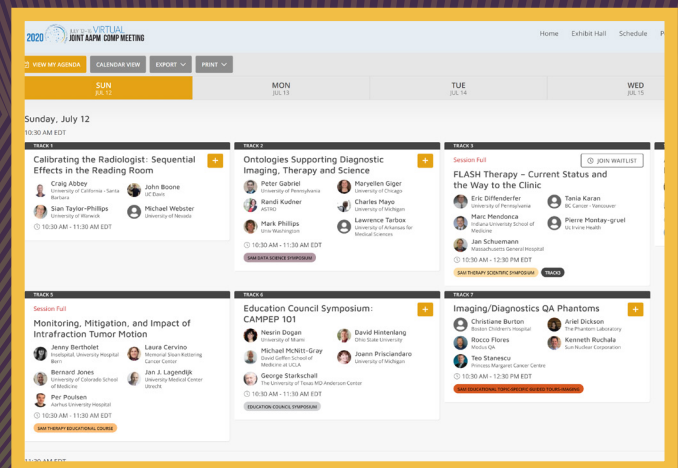 2020
JULY 12-16 VIRTUAL
JOINT AAPM COMP MEETING
Home Exhibit Hall Schedule
VIEW MY AGENDA CALENDAR VIEW EXPORT PRINT
SUN MON TUE WED
JUL 12 JUL 13 JUL 14 JUL 15
Sunday, July 12
10:30 AM EDT
TRACK 1
Calibrating the Radiologist: Sequential
Effects in the Reading Room
+
Craig Abbey
University of California - Santa
Barbara
John Boone
UC Davis
Sian Taylor-Phillips
University of Warwick
Michael Webster
University of Nevada
10:30 AM - 11:30 AM EDT
TRACK 2
Ontologies Supporting Diagnostic
Imaging, Therapy and Science
+
Peter Gabriel
University of Pennsylvania
Maryellen Giger
University of Chicago
Randi Kudner
ASTRO
Charles Mayo
University of Michigan
Mark Phillips
Univ Washington
Lawrence Tarbox
University of Arkansas for
Medical Sciences
10:30 AM - 11:30 AM EDT
SAM DATA SCIENCE SYMPOSIUM
TRACK 3
Session Full
JOIN WAITLIST
FLASH Therapy – Current Status and
the Way to the Clinic
Eric Diffenderfer
University of Pennsylvania
Tania Karan
BC Cancer - Vancouver
Marc Mendonca
Indiana University School of
Medicine
Pierre Montay-gruel
Uc Irvine Health
Jan Schuemann
Massachusetts General Hospital
10:30 AM - 12:30 PM EDT
SAM THERAPY SCIENTIFIC SYMPOSIUM
TRACK3
TRACK 5
Session Full
Monitoring, Mitigation, and Impact of
Intrafraction Tumor Motion
Jenny Bertholet
Inselspital, University Hospital
Bern
Laura Cervino
Memorial Sloan Kettering
Cancer Center
Bernard Jones
University of Colorado School
of Medicine
Jan J. Lagendijk
University Medical Center
Utrecht
Per Poulsen
Aarhus University Hospital
10:30 AM - 11:30 AM EDT
SAM THERAPY EDUCATIONAL COURSE
TRACK 6
Education Council Symposium:
CAMPEP 101
+
Nesrin Dogan
University of Miami
David Hintenlang
Ohio State University
Michael McNitt-Gray
David Geffen School of
Medicine at UCLA
Joann Prisciandaro
University of Michigan
George Starkschall
The University of Texas MD Anderson Center
10:30 AM - 11:30 AM EDT
EDUCATION COUNCIL SYMPOSIUM
TRACK 7
Imaging/Diagnostics QA Phantoms
+
Christiane Burton
Boston Children's Hospital
Ariel Dickson
The Phantom Laboratory
Rocco Flores
Modus QA
Kenneth Ruchala
Sun Nuclear Corporation
Teo Stanescu
Princess Margaret Cancer Centre
10:30 AM - 12:30 PM EDT
SAM EDUCATIONAL TOPIC-SPECIFIC GUIDED TOURS-IMAGING